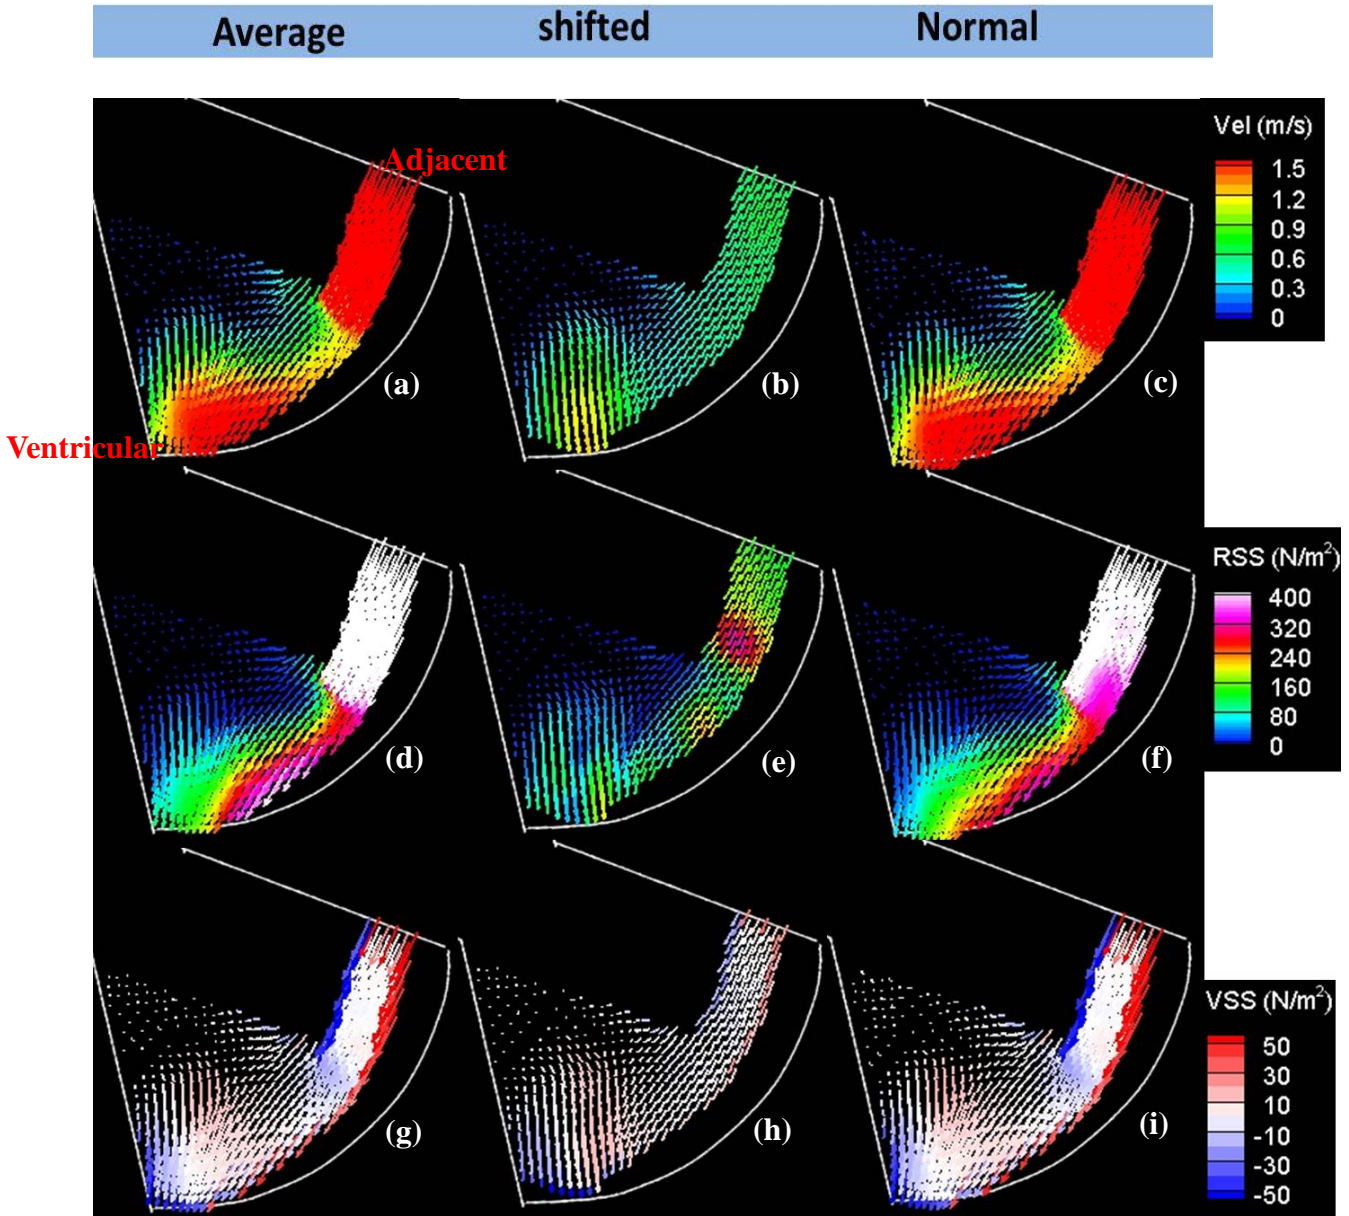 Average shifted Normal
Vel (m/s)
1.5
1.2
0.9
0.6
0.3
0
Adjacent
(a)
(b)
(c)
Ventricular
RSS (N/m²)
400
320
240
160
80
0
(d)
(e)
(f)
VSS (N/m²)
50
30
10
-10
-30
-50
(g)
(h)
(i)